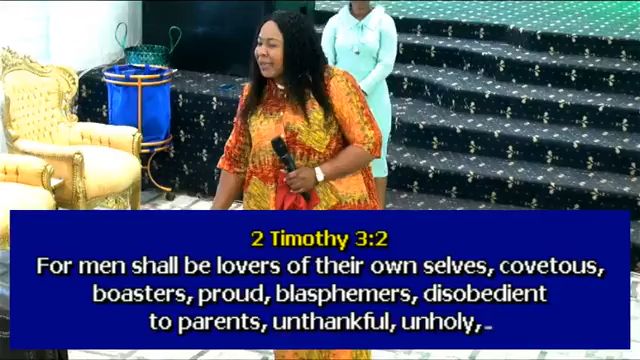 2 Timothy 3:2
For men shall be lovers of their own selves, covetous,
boasters, proud, blasphemers, disobedient
to parents, unthankful, unholy,